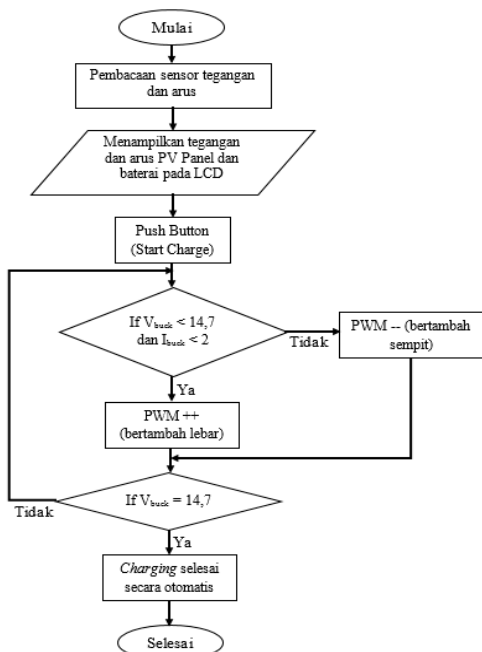 Mulai
Pembacaan sensor tegangan
dan arus
Menampilkan tegangan
dan arus PV Panel dan
baterai pada LCD
Push Button
(Start Charge)
If Vbuck < 14,7
dan Ibuck < 2
Tidak
PWM -- (bertambah
sempit)
Ya
PWM ++
(bertambah lebar)
If Vbuck = 14,7
Tidak
Ya
Charging selesai
secara otomatis
Selesai